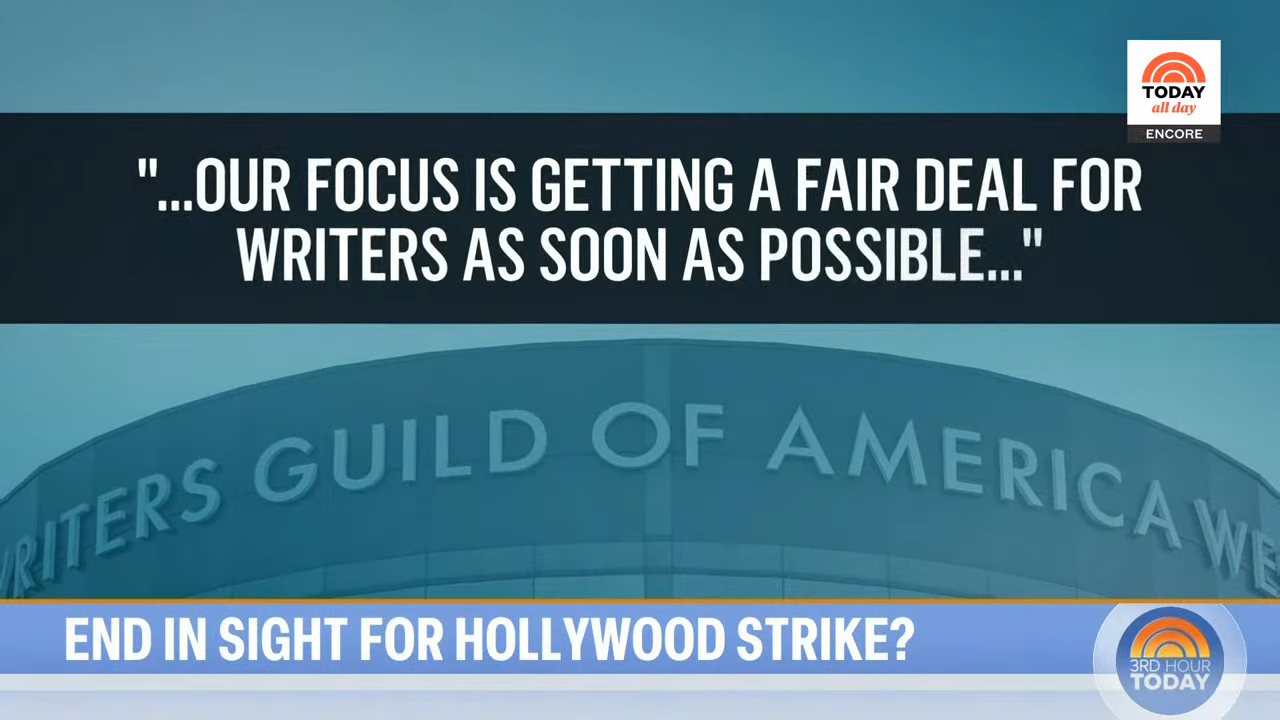 TODAY
all day
ENCORE
"...OUR FOCUS IS GETTING A FAIR DEAL FOR
WRITERS AS SOON AS POSSIBLE..."
WRITERS GUILD OF AMERICA WE
END IN SIGHT FOR HOLLYWOOD STRIKE?
3RD HOUR
TODAY